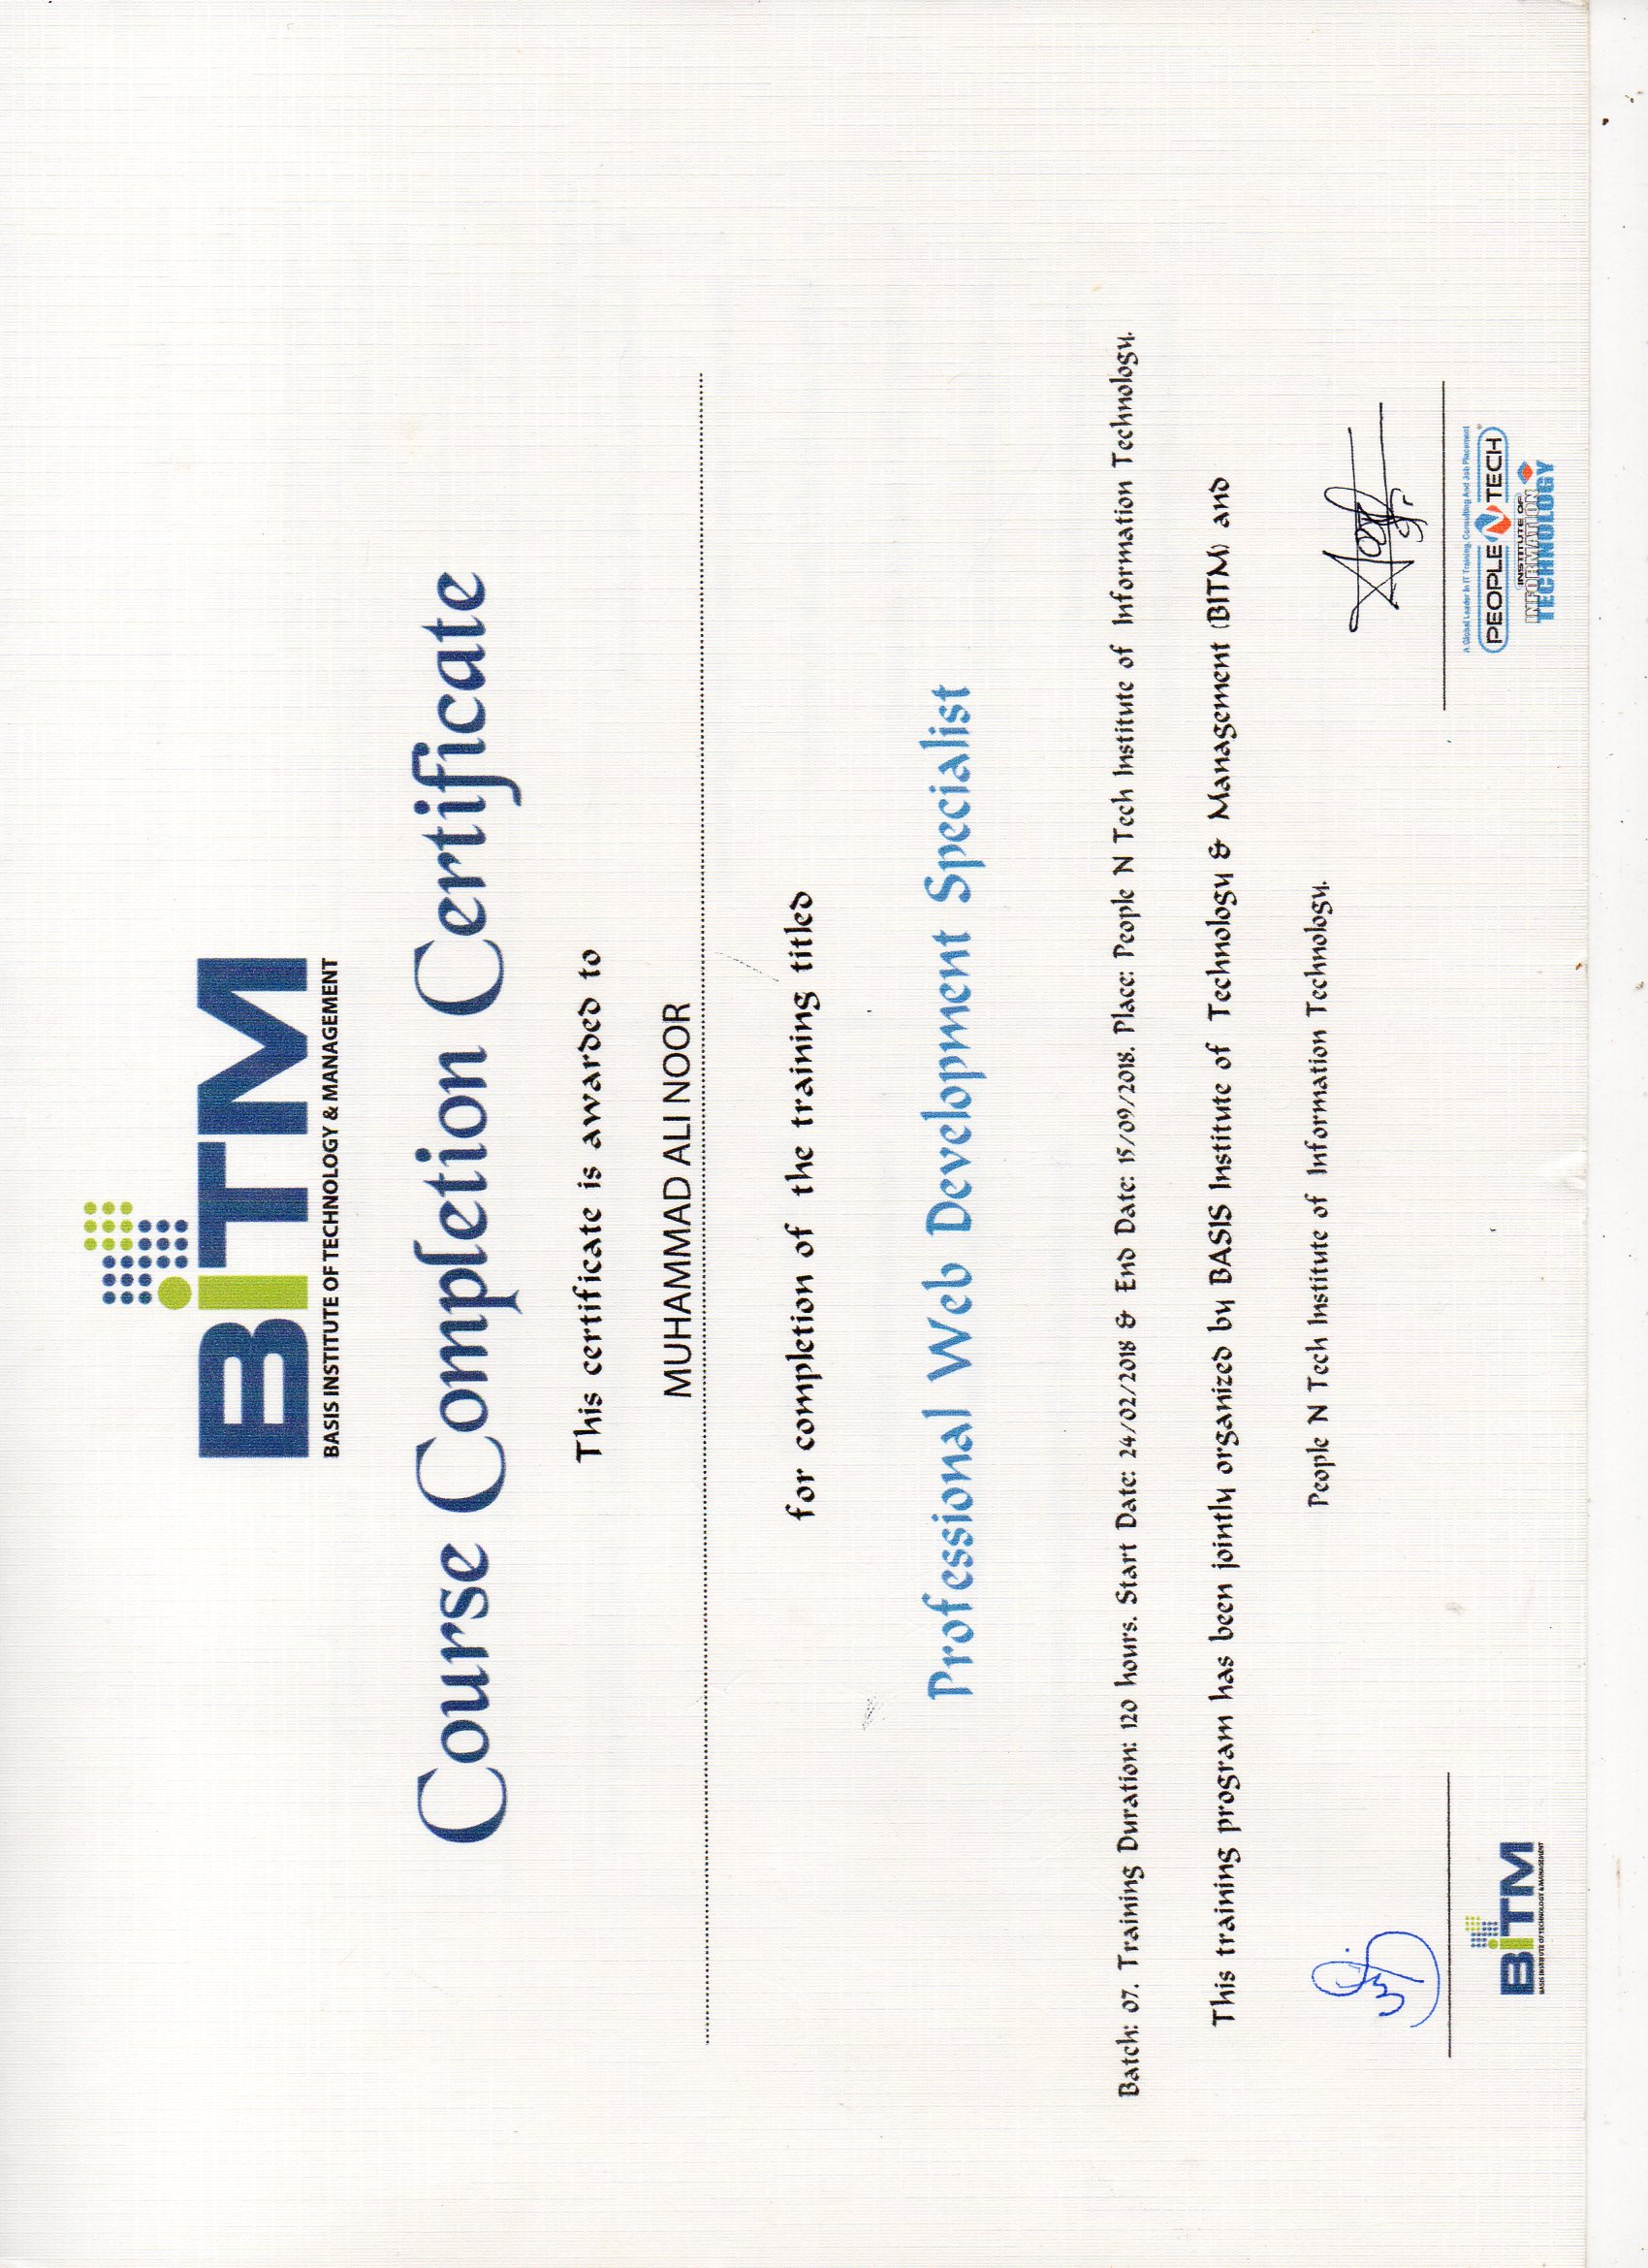 BiTM
BASIS INSTITUTE OF TECHNOLOGY & MANAGEMENT
Course Completion Certificate
This certificate is awarded to
MUHAMMAD ALI NOOR
for completion of the training titled
Professional Web Development Specialist
Batch: 07. Training Duration: 120 hours. Start Date: 24/02/2018 & End Date: 15/09/2018. Place: People N Tech Institute of Information Technology.
This training program has been jointly organized by BASIS Institute of Technology & Management (BITM) and
People N Tech Institute of Information Technology.
BiTM
BASIS INSTITUTE OF TECHNOLOGY & MANAGEMENT
A Global Leader In IT Training, Consulting And Job Placement
PEOPLE N TECH
INSTITUTE OF
INFORMATION
TECHNOLOGY